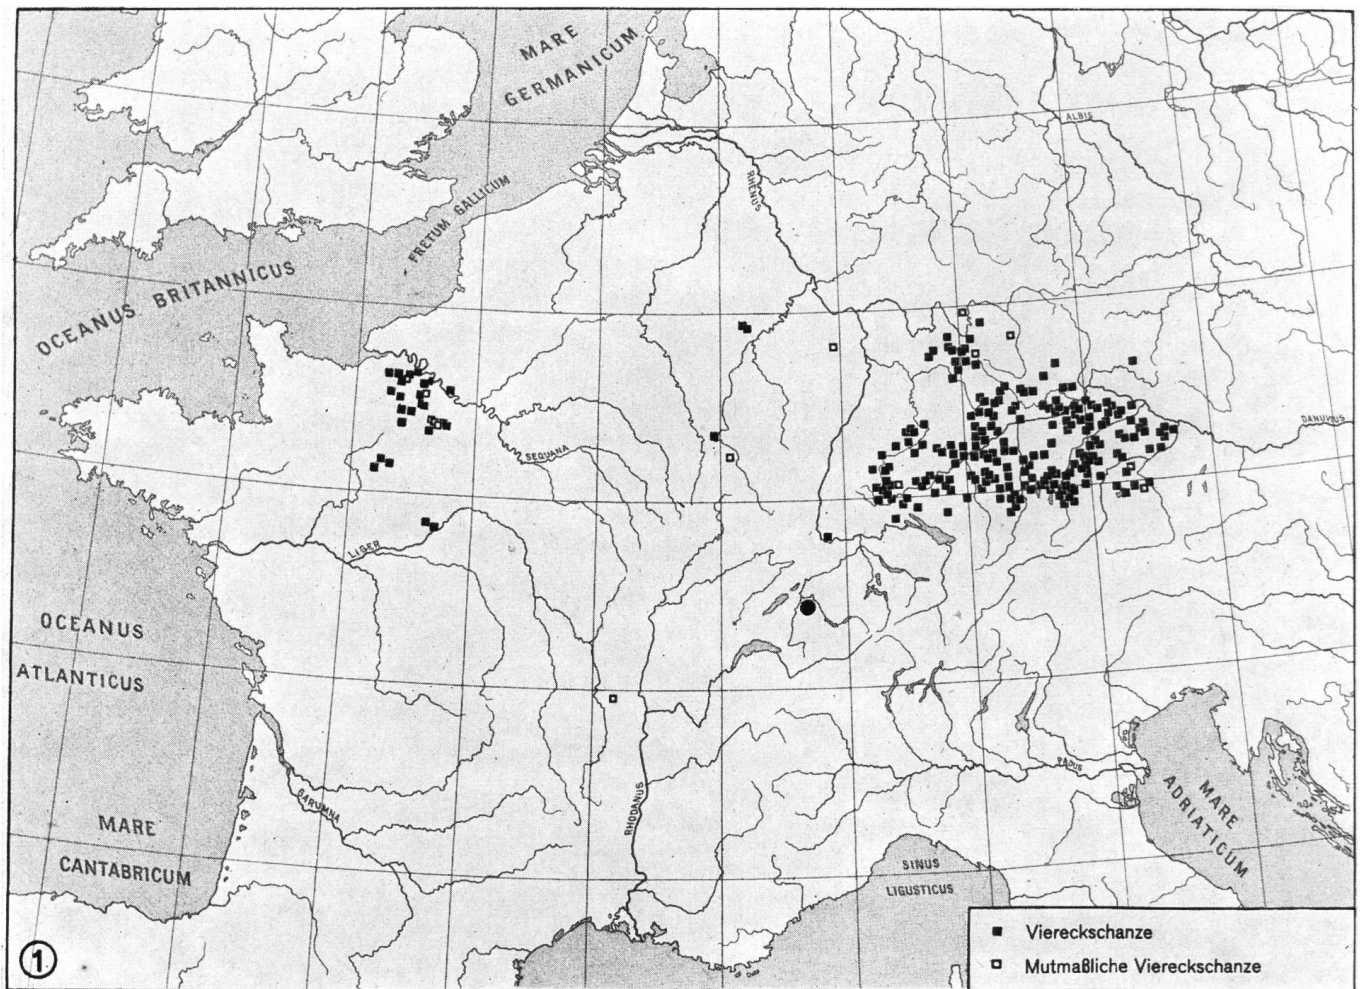 MARE
GERMANICUM
ALBIS
RHENUS
FRETUM GALLICUM
OCEANUS BRITANNICUS
DANUVIUS
SEQUANA
LIGER
OCEANUS
ATLANTICUS
PADUS
MARE
ADRIATICUM
GARUMNA
RHODANUS
MARE
CANTABRICUM
SINUS
LIGUSTICUS
1
Viereckschanze
Mutmaßliche Viereckschanze